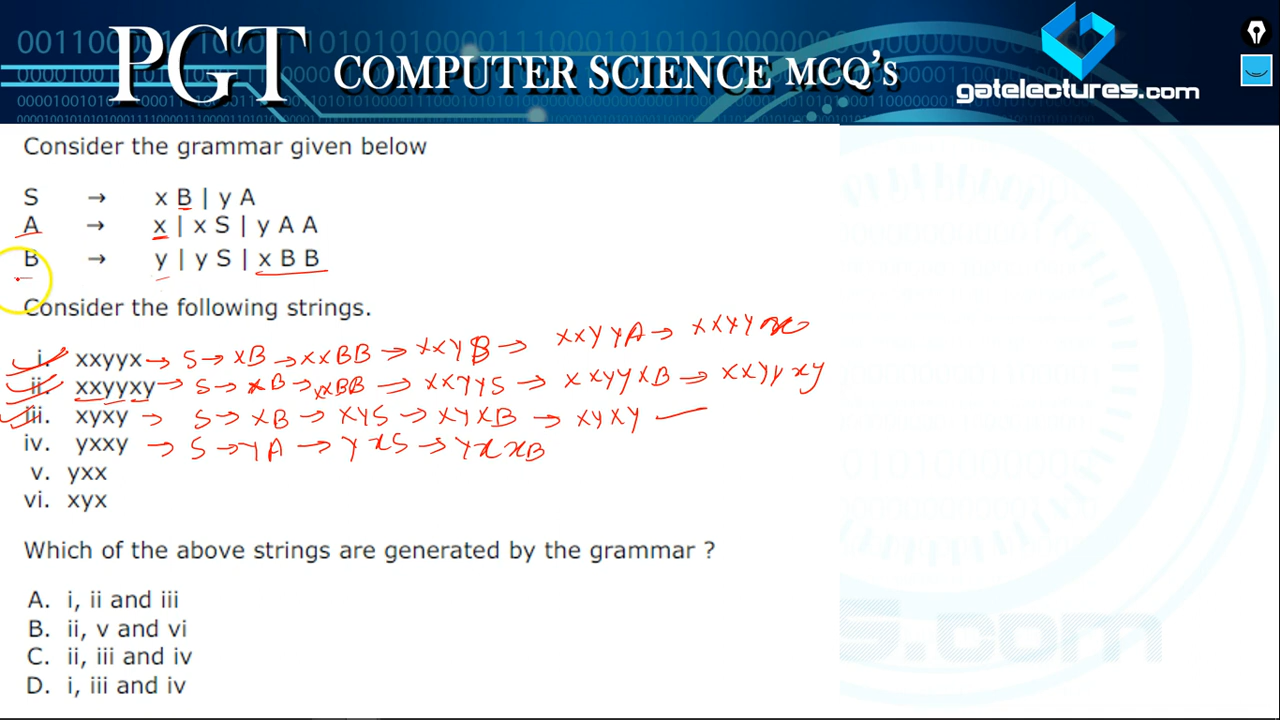 PGT COMPUTER SCIENCE MCQ's
gatelectures.com
Consider the grammar given below
S → x B | y A
A → x | x S | y A A
B → y | y S | x B B
Consider the following strings.
i. xxyyx → S → XB → XXBB → XXYB → XXYYA → XXYYx
ii. xxyyxy → S → XB → XXBB → XXYYS → XXYYXB → XXYYXY
iii. xyxy → S → XB → XYS → XYXB → XYXY
iv. yxxy → S → YA → YxS → YxxB
v. yxx
vi. xyx
Which of the above strings are generated by the grammar ?
A. i, ii and iii
B. ii, v and vi
C. ii, iii and iv
D. i, iii and iv